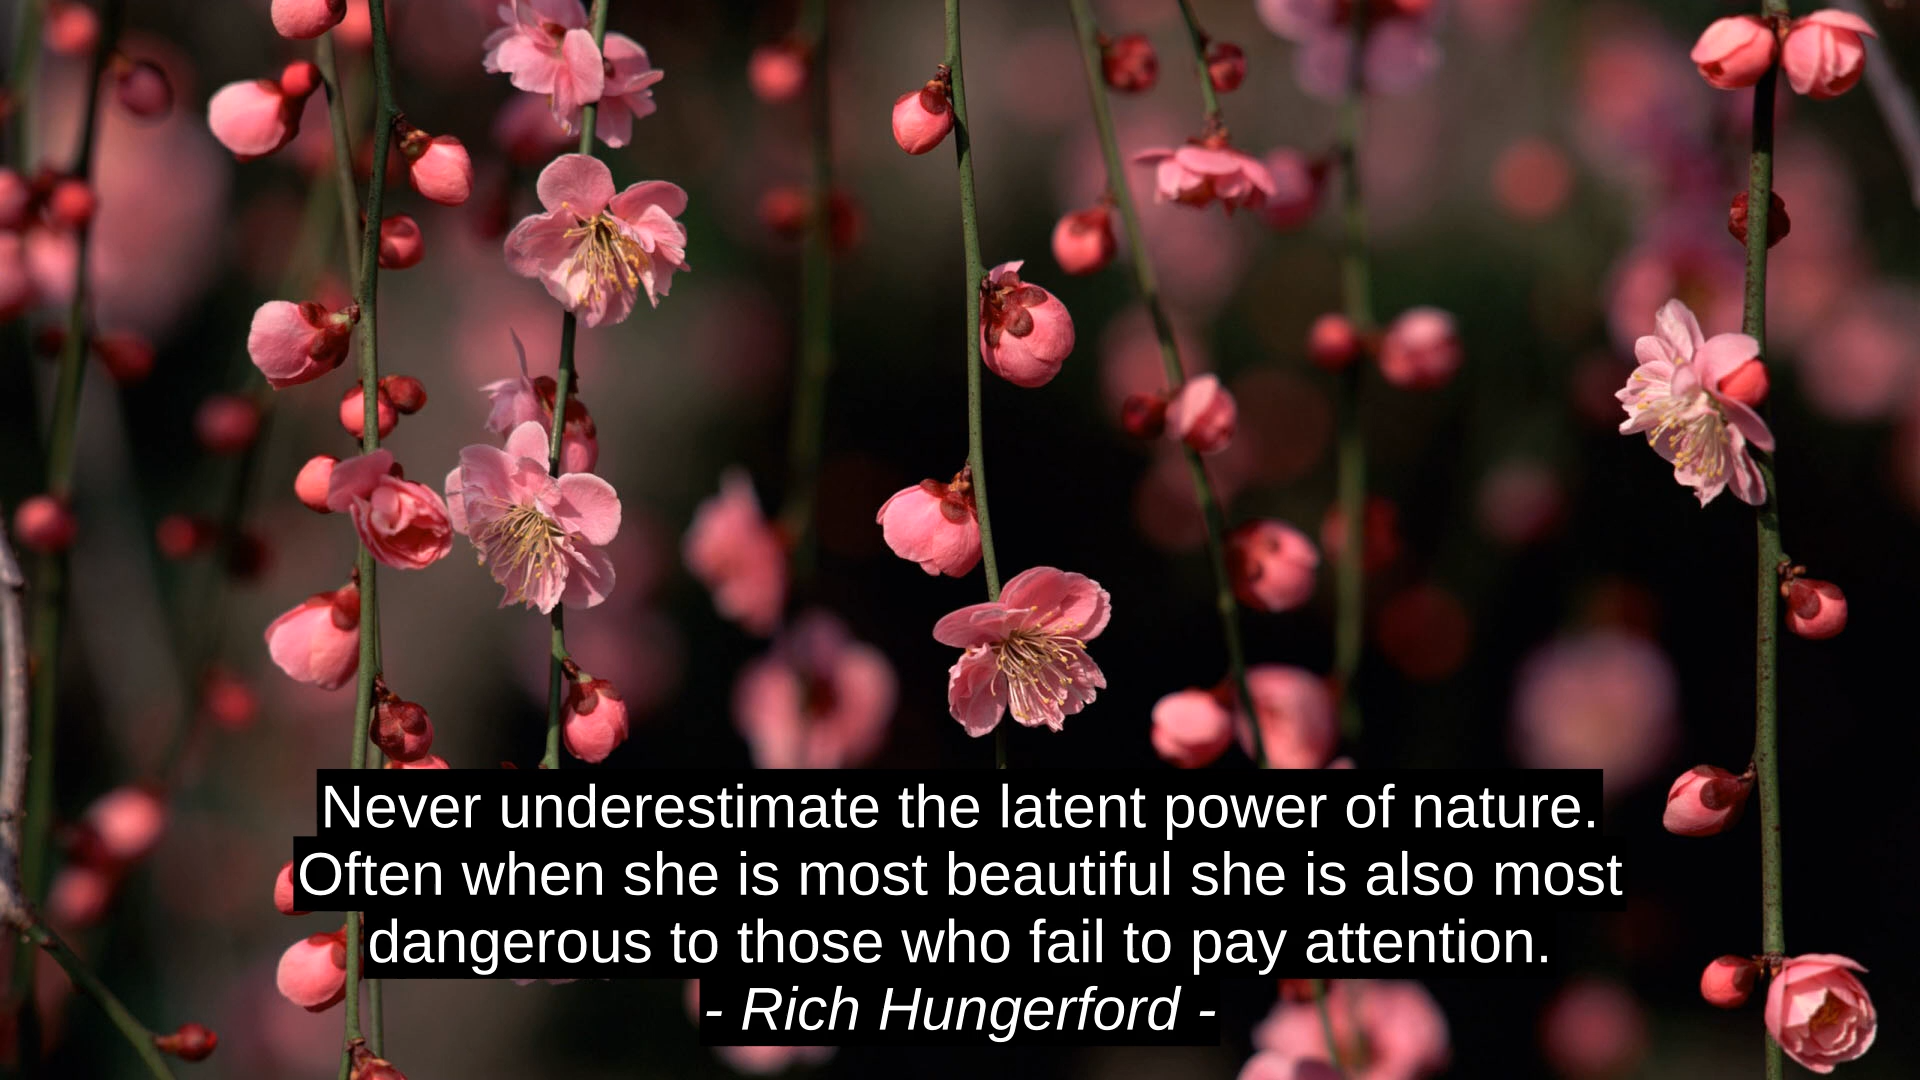 Never underestimate the latent power of nature.
Often when she is most beautiful she is also most
dangerous to those who fail to pay attention.
- Rich Hungerford -